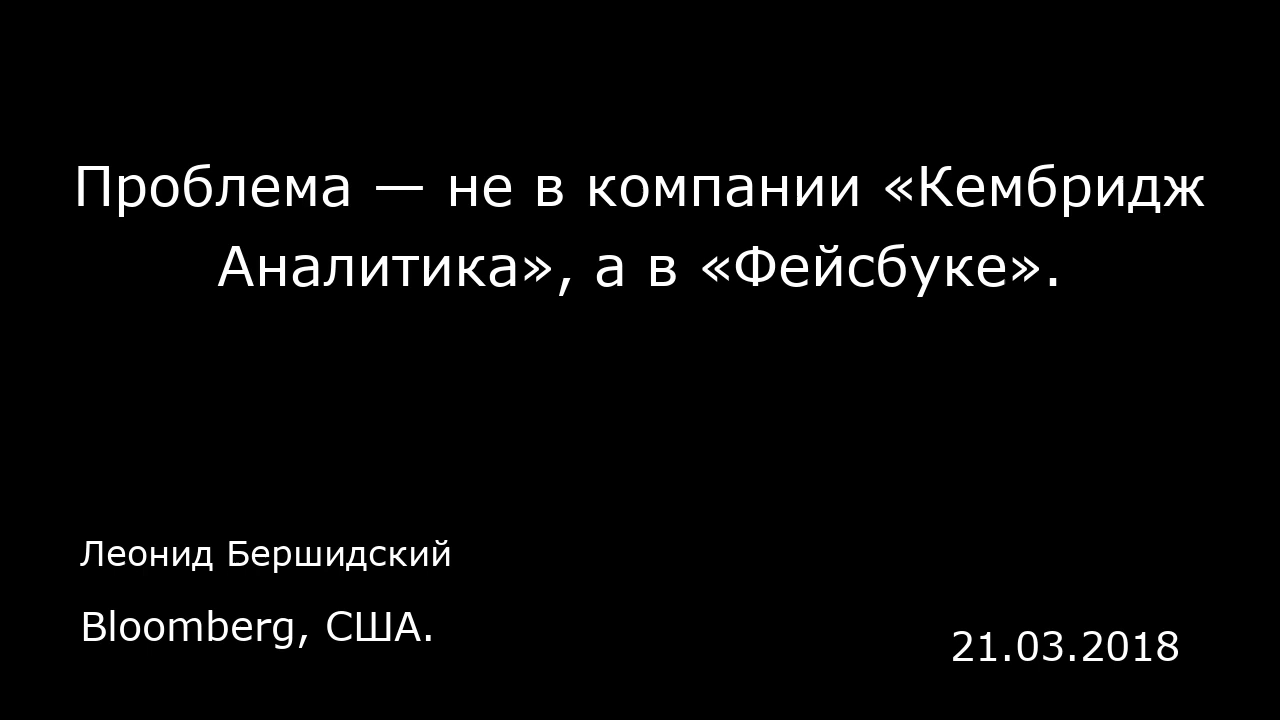 Проблема — не в компании «Кембридж
Аналитика», а в «Фейсбуке».
Леонид Бершидский
Bloomberg, США.
21.03.2018